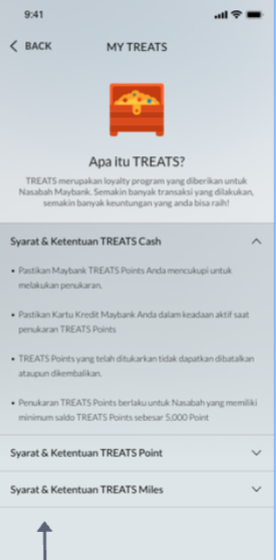 9:41
BACK
MY TREATS
Apa itu TREATS?
TREATS merupakan loyalty program yang diberikan untuk
Nasabah Maybank. Semakin banyak transaksi yang dilakukan,
semakin banyak keuntungan yang anda bisa raih!
Syarat & Ketentuan TREATS Cash
• Pastikan Maybank TREATS Points Anda mencukupi untuk
melakukan penukaran.
• Pastikan Kartu Kredit Maybank Anda dalam keadaan aktif saat
penukaran TREATS Points
• TREATS Points yang telah ditukarkan tidak dapatkan dibatalkan
ataupun dikembalikan.
• Penukaran TREATS Points berlaku untuk Nasabah yang memiliki
minimum saldo TREATS Points sebesar 5,000 Point
Syarat & Ketentuan TREATS Point
Syarat & Ketentuan TREATS Miles